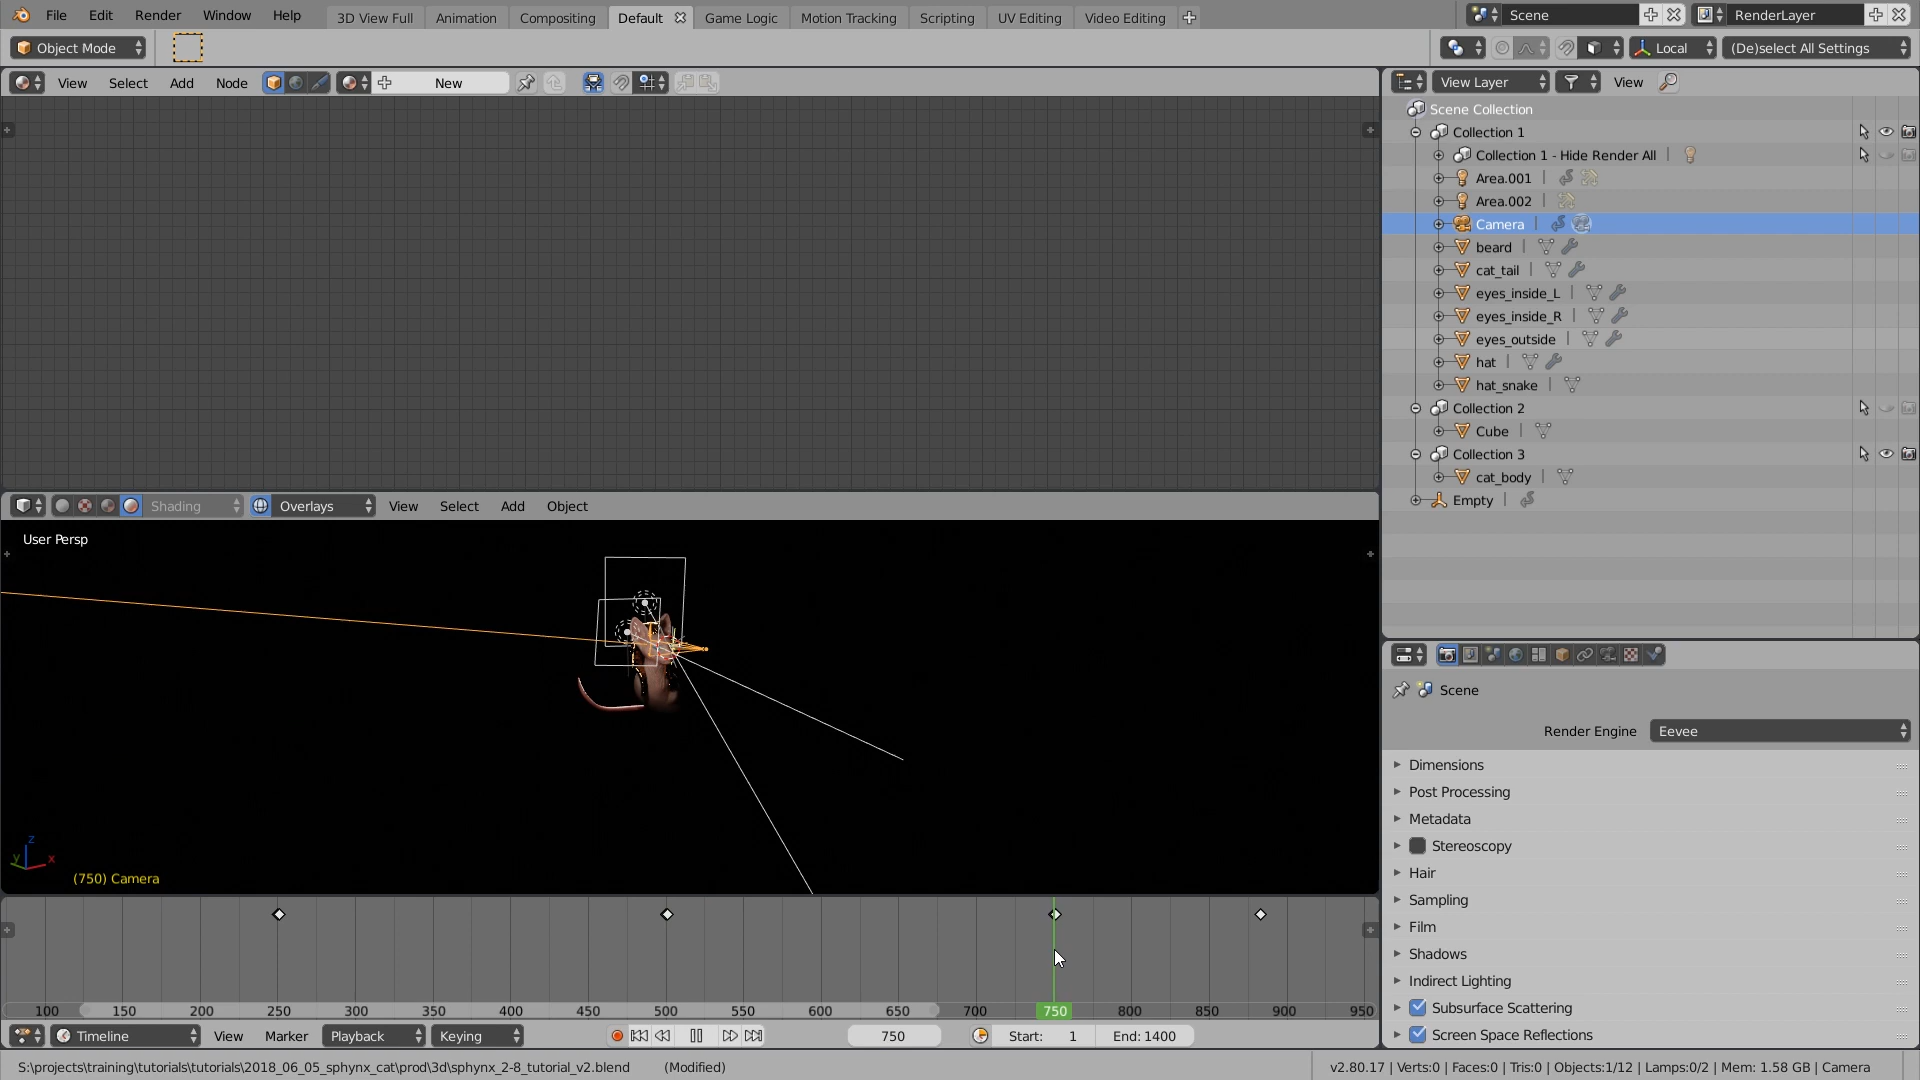 File Edit Render Window Help 3D View Full Animation Compositing Default Game Logic Motion Tracking Scripting UV Editing Video Editing Scene RenderLayer
Object Mode Local (De)select All Settings
View Select Add Node New View Layer View
Scene Collection
Collection 1
Collection 1 - Hide Render All
Area.001
Area.002
Camera
beard
cat_tail
eyes_inside_L
eyes_inside_R
eyes_outside
hat
hat_snake
Collection 2
Cube
Collection 3
cat_body
Empty
Shading Overlays View Select Add Object
User Persp
z
y x
(750) Camera
Scene
Render Engine Eevee
Dimensions
Post Processing
Metadata
Stereoscopy
Hair
Sampling
Film
Shadows
Indirect Lighting
Subsurface Scattering
Screen Space Reflections
100 150 200 250 300 350 400 450 500 550 600 650 700 750 800 850 900 950
Timeline View Marker Playback Keying 750 Start: 1 End: 1400
S:\projects\training\tutorials\tutorials\2018_06_05_sphynx_cat\prod\3d\sphynx_2-8_tutorial_v2.blend (Modified) v2.80.17 | Verts:0 | Faces:0 | Tris:0 | Objects:1/12 | Lamps:0/2 | Mem: 1.58 GB | Camera